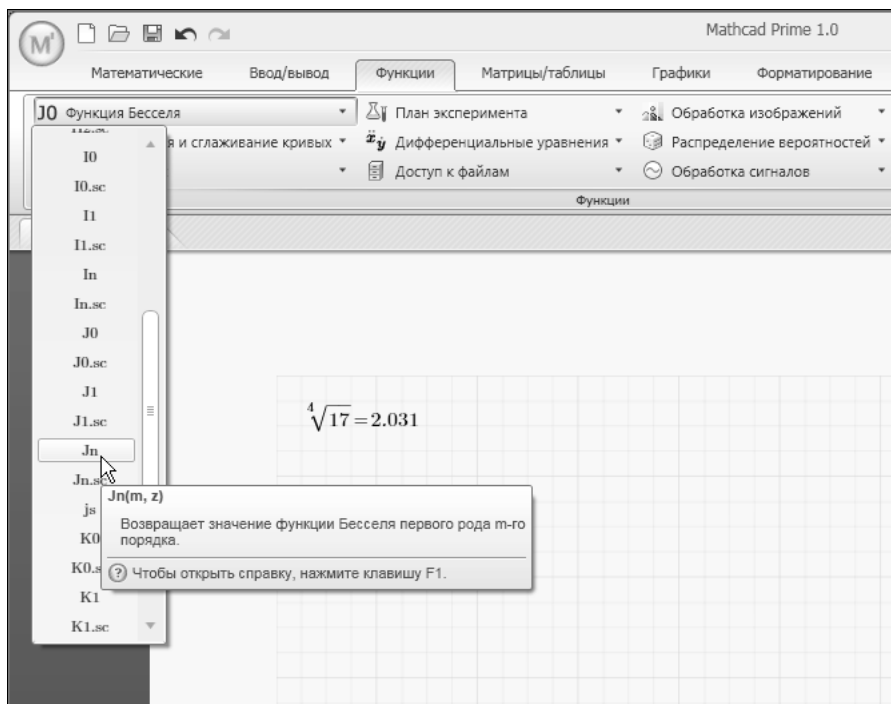 Mathcad Prime 1.0
Математические Ввод/вывод Функции Матрицы/таблицы Графики Форматирование
J0 Функция Бесселя
План эксперимента
Обработка изображений
я и сглаживание кривых
Дифференциальные уравнения
Распределение вероятностей
Доступ к файлам
Обработка сигналов
Функции
I0
I0.sc
I1
I1.sc
In
In.sc
J0
J0.sc
J1
J1.sc
Jn
Jn.sc
js
K0
K0.s
K1
K1.sc
Jn(m, z)
Возвращает значение функции Бесселя первого рода m-го
порядка.
Чтобы открыть справку, нажмите клавишу F1.
∜17=2.031